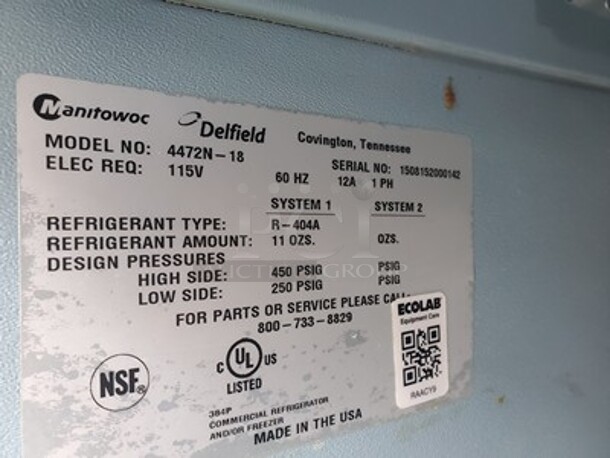 Manitowoc Delfield Covington, Tennessee
MODEL NO: 4472N-18 SERIAL NO: 1508152000142
ELEC REQ: 115V 60 HZ 12A 1 PH
SYSTEM 1 SYSTEM 2
REFRIGERANT TYPE: R-404A
REFRIGERANT AMOUNT: 11 OZS. OZS.
DESIGN PRESSURES
HIGH SIDE: 450 PSIG PSIG
LOW SIDE: 250 PSIG PSIG
FOR PARTS OR SERVICE PLEASE CALL:
800-733-8829
ECOLAB
Equipment Care
RAACY9
NSF®
C UL US
LISTED
384P
COMMERCIAL REFRIGERATOR
AND/OR FREEZER
MADE IN THE USA